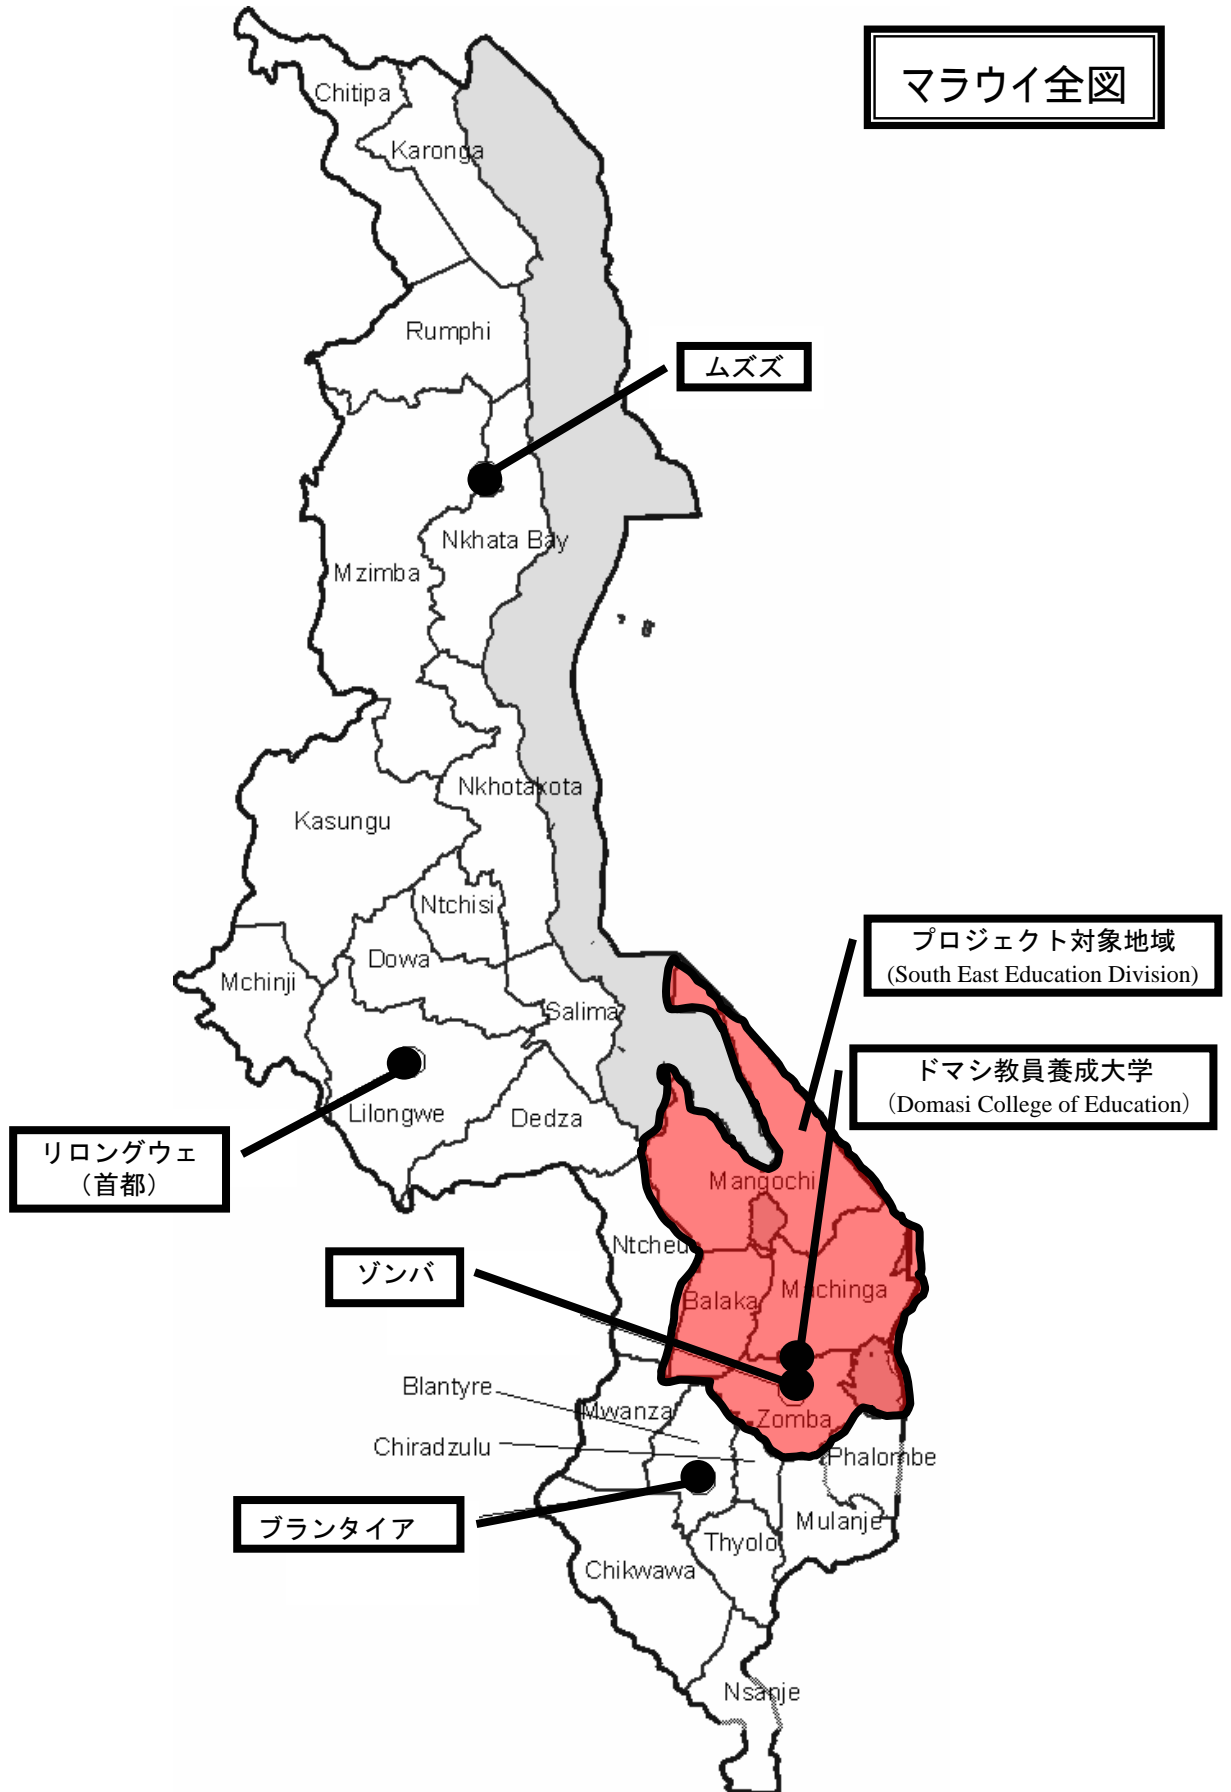 マラウイ全図
Chitipa
Karonga
Rumphi
ムズズ
Nkhata Bay
Mzimba
Nkhotakota
Kasungu
Ntchisi
プロジェクト対象地域
(South East Education Division)
Dowa
Mchinji
Salima
ドマシ教員養成大学
（Domasi College of Education）
Lilongwe
Dedza
リロングウェ
（首都）
Mangochi
Ntcheu
ゾンバ
Machinga
Balaka
Blantyre
Mwanza
Zomba
Chiradzulu
Phalombe
ブランタイア
Mulanje
Thyolo
Chikwawa
Nsanje